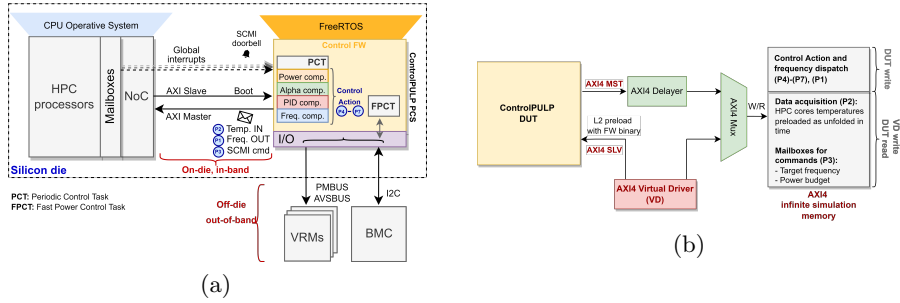 CPU Operative System
FreeRTOS
Control FW
HPC
processors
Mailboxes
NoC
Global
interrupts
SCMI
doorbell
AXI Slave
Boot
AXI Master
P2 Temp. IN
P1 Freq. OUT
P3 SCMI cmd
PCT
Power comp.
Alpha comp.
PID comp.
Freq. comp.
Control
Action
P4 - P7
FPCT
I/O
ControlPULP PCS
Silicon die
On-die, in-band
PCT: Periodic Control Task
FPCT: Fast Power Control Task
Off-die
out-of-band
PMBUS
AVSBUS
I2C
VRMs
BMC
(a)
ControlPULP
DUT
AXI4 MST
AXI4 Delayer
L2 preload
with FW binary
AXI4 SLV
AXI4 Virtual Driver
(VD)
AXI4 Mux
W/R
Control Action and
frequency dispatch
(P4)-(P7), (P1)
Data acquisition (P2):
HPC cores temperatures
preloaded as unfolded in
time
Mailboxes for
commands (P3)
- Target frequency
- Power budget
AXI4
infinite simulation
memory
DUT write
VD write
DUT read
(b)